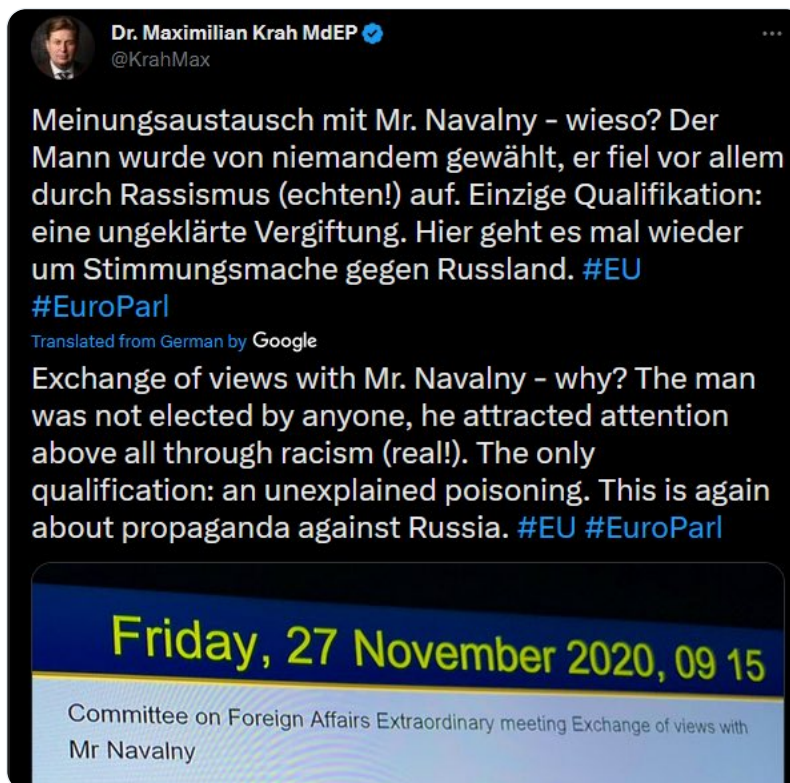 Dr. Maximilian Krah MdEP
@KrahMax
Meinungsaustausch mit Mr. Navalny - wieso? Der
Mann wurde von niemandem gewählt, er fiel vor allem
durch Rassismus (echten!) auf. Einzige Qualifikation:
eine ungeklärte Vergiftung. Hier geht es mal wieder
um Stimmungsmache gegen Russland. #EU
#EuroParl
Translated from German by Google
Exchange of views with Mr. Navalny - why? The man
was not elected by anyone, he attracted attention
above all through racism (real!). The only
qualification: an unexplained poisoning. This is again
about propaganda against Russia. #EU #EuroParl
Friday, 27 November 2020, 09 15
Committee on Foreign Affairs Extraordinary meeting Exchange of views with
Mr Navalny